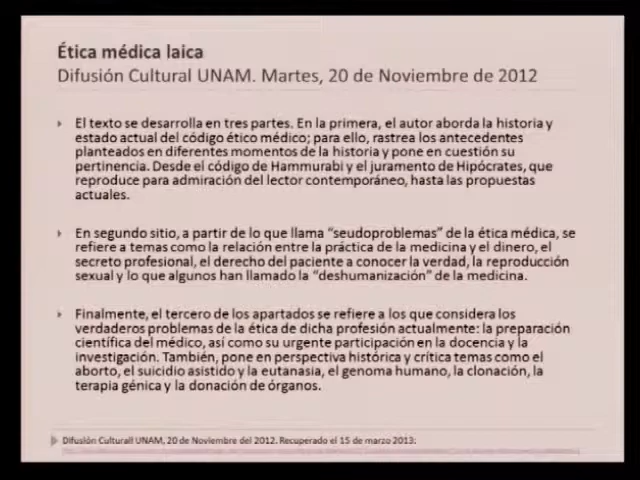 Ética médica laica
Difusión Cultural UNAM. Martes, 20 de Noviembre de 2012
El texto se desarrolla en tres partes. En la primera, el autor aborda la historia y
estado actual del código ético médico; para ello, rastrea los antecedentes
planteados en diferentes momentos de la historia y pone en cuestión su
pertinencia. Desde el código de Hammurabi y el juramento de Hipócrates, que
reproduce para admiración del lector contemporáneo, hasta las propuestas
actuales.
En segundo sitio, a partir de lo que llama “seudoproblemas” de la ética médica, se
refiere a temas como la relación entre la práctica de la medicina y el dinero, el
secreto profesional, el derecho del paciente a conocer la verdad, la reproducción
sexual y lo que algunos han llamado la “deshumanización” de la medicina.
Finalmente, el tercero de los apartados se refiere a los que considera los
verdaderos problemas de la ética de dicha profesión actualmente: la preparación
científica del médico, así como su urgente participación en la docencia y la
investigación. También, pone en perspectiva histórica y crítica temas como el
aborto, el suicidio asistido y la eutanasia, el genoma humano, la clonación, la
terapia génica y la donación de órganos.
Difusión Culturall UNAM, 20 de Noviembre del 2012. Recuperado el 15 de marzo 2013: